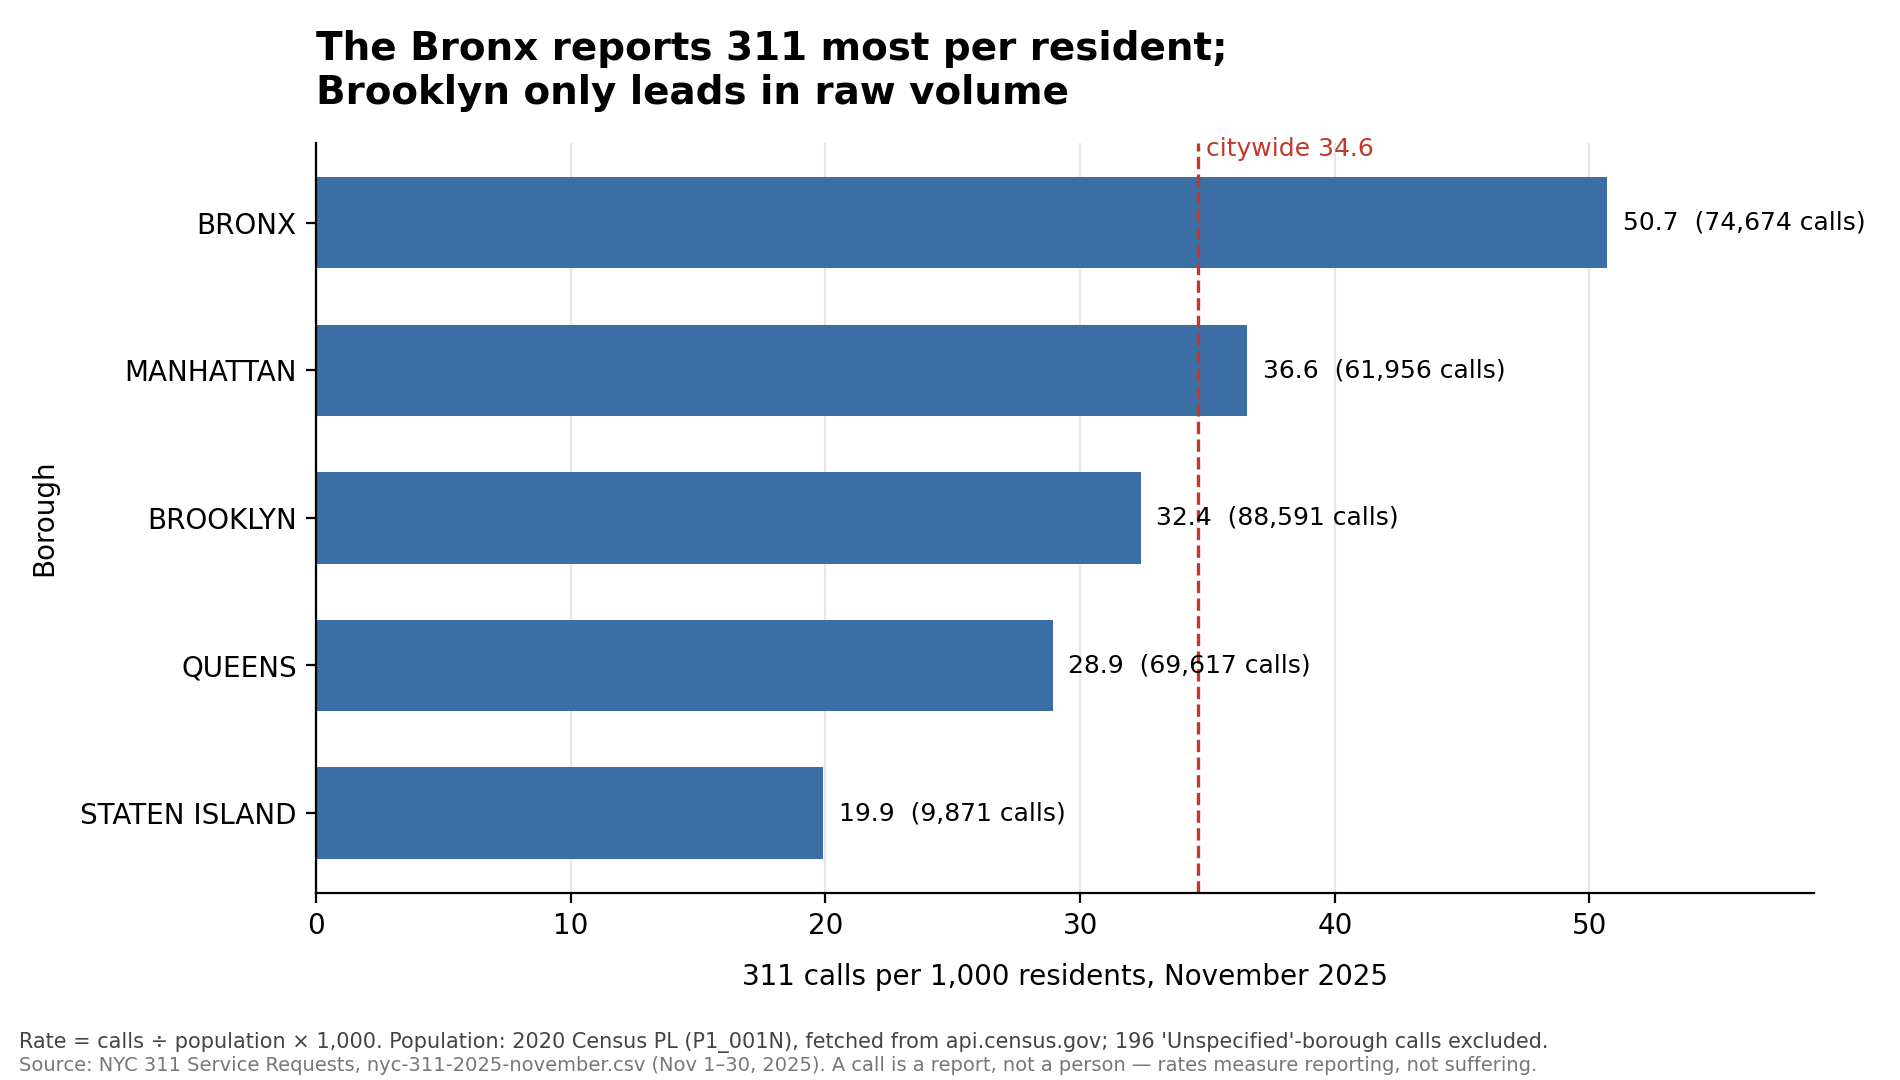 The Bronx reports 311 most per resident;
Brooklyn only leads in raw volume
citywide 34.6
BRONX
50.7 (74,674 calls)
MANHATTAN
36.6 (61,956 calls)
BROOKLYN
32.4 (88,591 calls)
QUEENS
28.9 (69,617 calls)
STATEN ISLAND
19.9 (9,871 calls)
Borough
0 10 20 30 40 50
311 calls per 1,000 residents, November 2025
Rate = calls ÷ population × 1,000. Population: 2020 Census PL (P1_001N), fetched from api.census.gov; 196 'Unspecified'-borough calls excluded.
Source: NYC 311 Service Requests, nyc-311-2025-november.csv (Nov 1–30, 2025). A call is a report, not a person — rates measure reporting, not suffering.